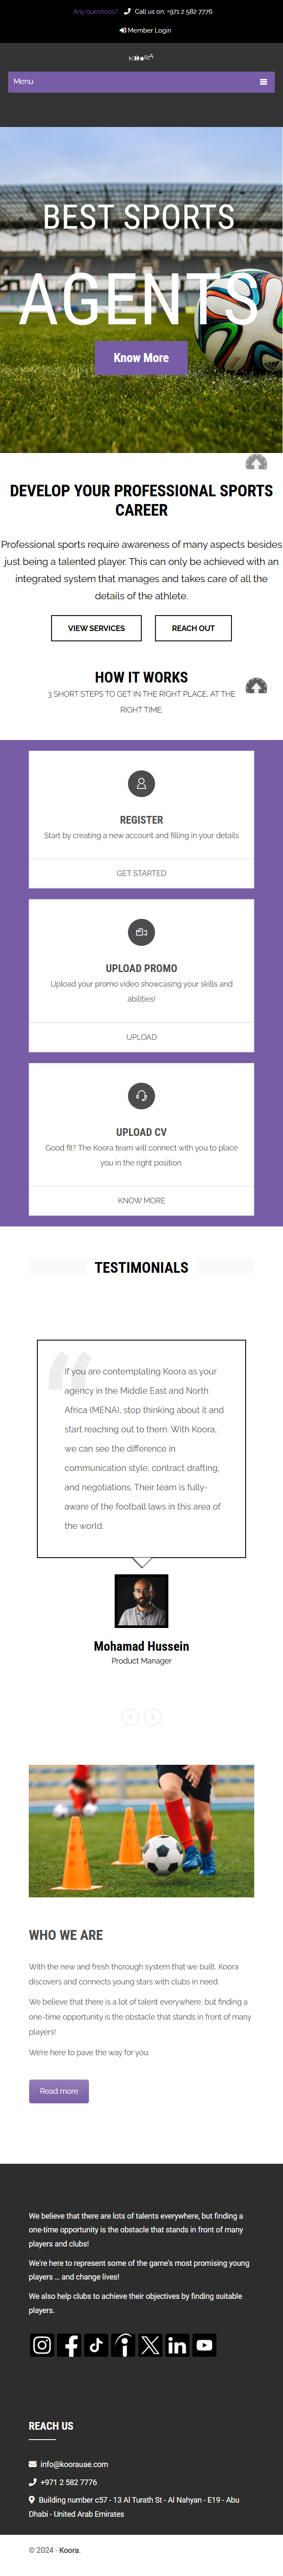 Any questions? Call us on: +971 2 582 7776
Member Login
Koora
Menu
BEST SPORTS
AGENTS
Know More
DEVELOP YOUR PROFESSIONAL SPORTS
CAREER
Professional sports require awareness of many aspects besides
just being a talented player. This can only be achieved with an
integrated system that manages and takes care of all the
details of the athlete.
VIEW SERVICES
REACH OUT
HOW IT WORKS
3 SHORT STEPS TO GET IN THE RIGHT PLACE, AT THE
RIGHT TIME.
REGISTER
Start by creating a new account and filling in your details
GET STARTED
UPLOAD PROMO
Upload your promo video showcasing your skills and
abilities!
UPLOAD
UPLOAD CV
Good fit? The Koora team will connect with you to place
you in the right position.
KNOW MORE
TESTIMONIALS
If you are contemplating Koora as your
agency in the Middle East and North
Africa (MENA), stop thinking about it and
start reaching out to them. With Koora,
we can see the difference in
communication style, contract drafting,
and negotiations. Their team is fully-
aware of the football laws in this area of
the world.
Mohamad Hussein
Product Manager
WHO WE ARE
With the new and fresh thorough system that we built, Koora
discovers and connects young stars with clubs in need.
We believe that there is a lot of talent everywhere, but finding a
one-time opportunity is the obstacle that stands in front of many
players!
We're here to pave the way for you.
Read more
We believe that there are lots of talents everywhere, but finding a
one-time opportunity is the obstacle that stands in front of many
players and clubs!
We're here to represent some of the game's most promising young
players ... and change lives!
We also help clubs to achieve their objectives by finding suitable
players.
REACH US
info@koorauae.com
+971 2 582 7776
Building number c57 - 13 Al Turath St - Al Nahyan - E19 - Abu
Dhabi - United Arab Emirates
© 2024 - Koora.